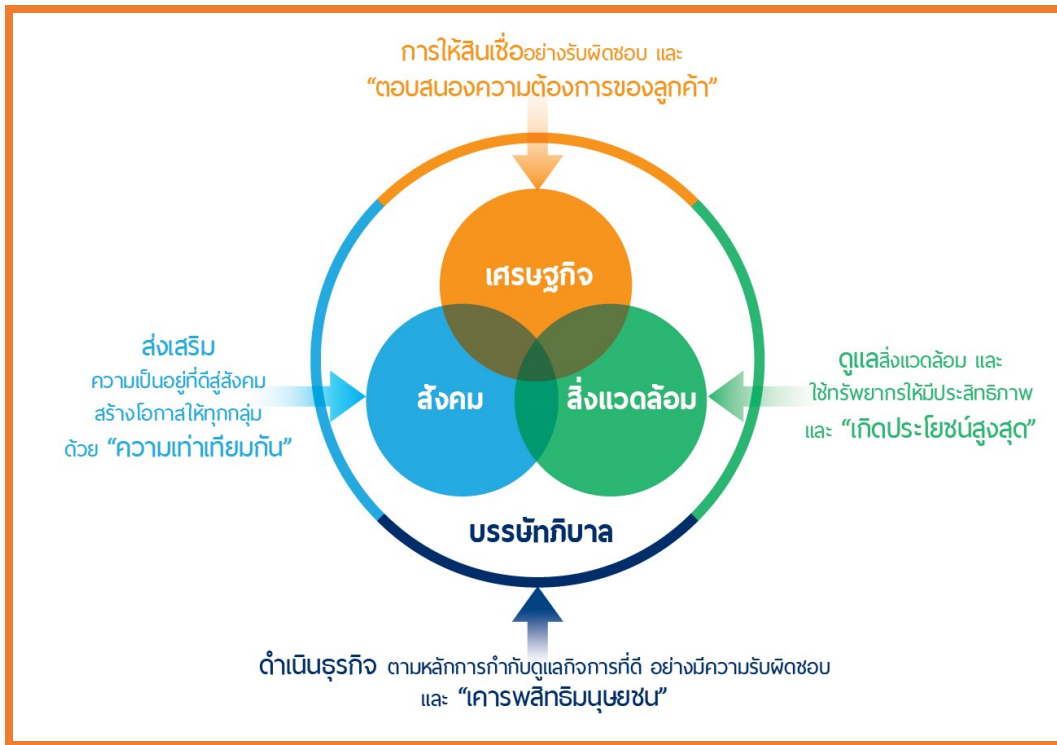 การให้สินเชื่ออย่างรับผิดชอบ และ
“ตอบสนองความต้องการของลูกค้า”
เศรษฐกิจ
ส่งเสริม
ความเป็นอยู่ที่ดีสู่สังคม
สร้างโอกาสให้ทุกกลุ่ม
ด้วย “ความเท่าเทียมกัน”
สังคม
สิ่งแวดล้อม
ดูแลสิ่งแวดล้อม และ
ใช้ทรัพยากรให้มีประสิทธิภาพ
และ “เกิดประโยชน์สูงสุด”
บรรษัทภิบาล
ดำเนินธุรกิจ ตามหลักการกำกับดูแลกิจการที่ดี อย่างมีความรับผิดชอบ
และ “เคารพสิทธิมนุษยชน”